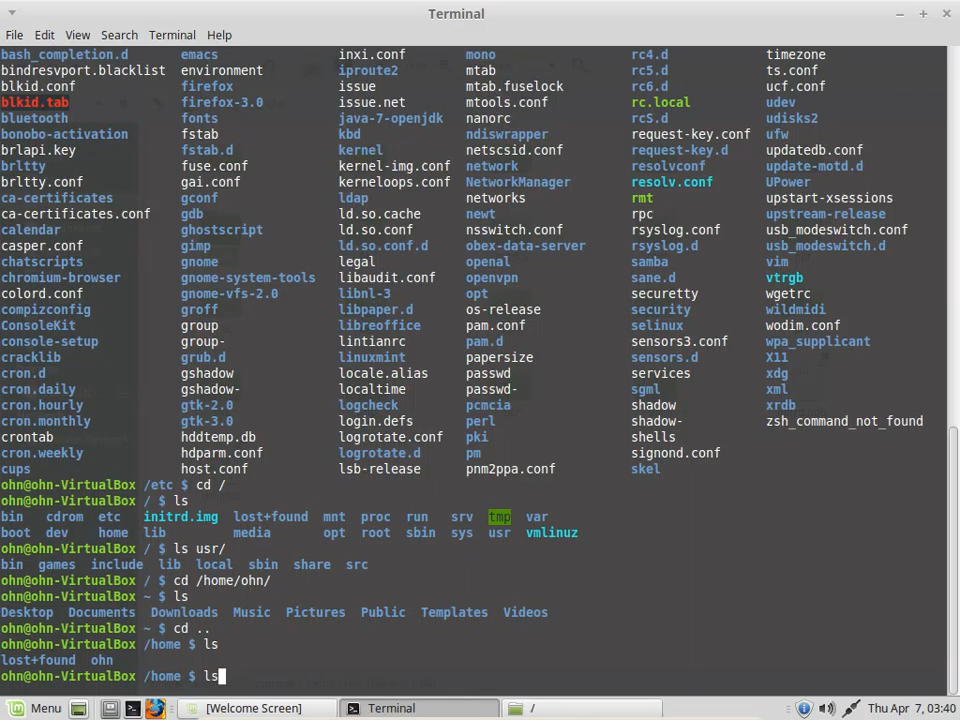 Terminal
File Edit View Search Terminal Help
bash_completion.d emacs inxi.conf mono rc4.d timezone
bindresvport.blacklist environment iproute2 mtab rc5.d ts.conf
blkid.conf firefox issue mtab.fuselock rc6.d ucf.conf
blkid.tab firefox-3.0 issue.net mtools.conf rc.local udev
bluetooth fonts java-7-openjdk nanorc rcS.d udisks2
bonobo-activation fstab kbd ndiswrapper request-key.conf ufw
brlapi.key fstab.d kernel netscsid.conf request-key.d updatedb.conf
brltty fuse.conf kernel-img.conf network resolvconf update-motd.d
brltty.conf gai.conf kerneloops.conf NetworkManager resolv.conf UPower
ca-certificates gconf ldap networks rmt upstart-xsessions
ca-certificates.conf gdb ld.so.cache newt rpc upstream-release
calendar ghostscript ld.so.conf nsswitch.conf rsyslog.conf usb_modeswitch.conf
casper.conf gimp ld.so.conf.d obex-data-server rsyslog.d usb_modeswitch.d
chatscripts gnome legal openal samba vim
chromium-browser gnome-system-tools libaudit.conf openvpn sane.d vtrgb
colord.conf gnome-vfs-2.0 libnl-3 opt securetty wgetrc
compizconfig groff libpaper.d os-release security wildmidi
ConsoleKit group libreoffice pam.conf selinux wodim.conf
console-setup group- lintianrc pam.d sensors3.conf wpa_supplicant
cracklib grub.d linuxmint papersize sensors.d X11
cron.d gshadow locale.alias passwd services xdg
cron.daily gshadow- localtime passwd- sgml xml
cron.hourly gtk-2.0 logcheck pcmcia shadow xrdb
cron.monthly gtk-3.0 login.defs perl shadow- zsh_command_not_found
crontab hddtemp.db logrotate.conf pki shells
cron.weekly hdparm.conf logrotate.d pm signond.conf
cups host.conf lsb-release pnm2ppa.conf skel
ohn@ohn-VirtualBox /etc $ cd /
ohn@ohn-VirtualBox / $ ls
bin cdrom etc initrd.img lost+found mnt proc run srv tmp var
boot dev home lib media opt root sbin sys usr vmlinuz
ohn@ohn-VirtualBox / $ ls usr/
bin games include lib local sbin share src
ohn@ohn-VirtualBox / $ cd /home/ohn/
ohn@ohn-VirtualBox ~ $ ls
Desktop Documents Downloads Music Pictures Public Templates Videos
ohn@ohn-VirtualBox ~ $ cd ..
ohn@ohn-VirtualBox /home $ ls
lost+found ohn
ohn@ohn-VirtualBox /home $ ls
Menu [Welcome Screen] Terminal / Thu Apr 7, 03:40